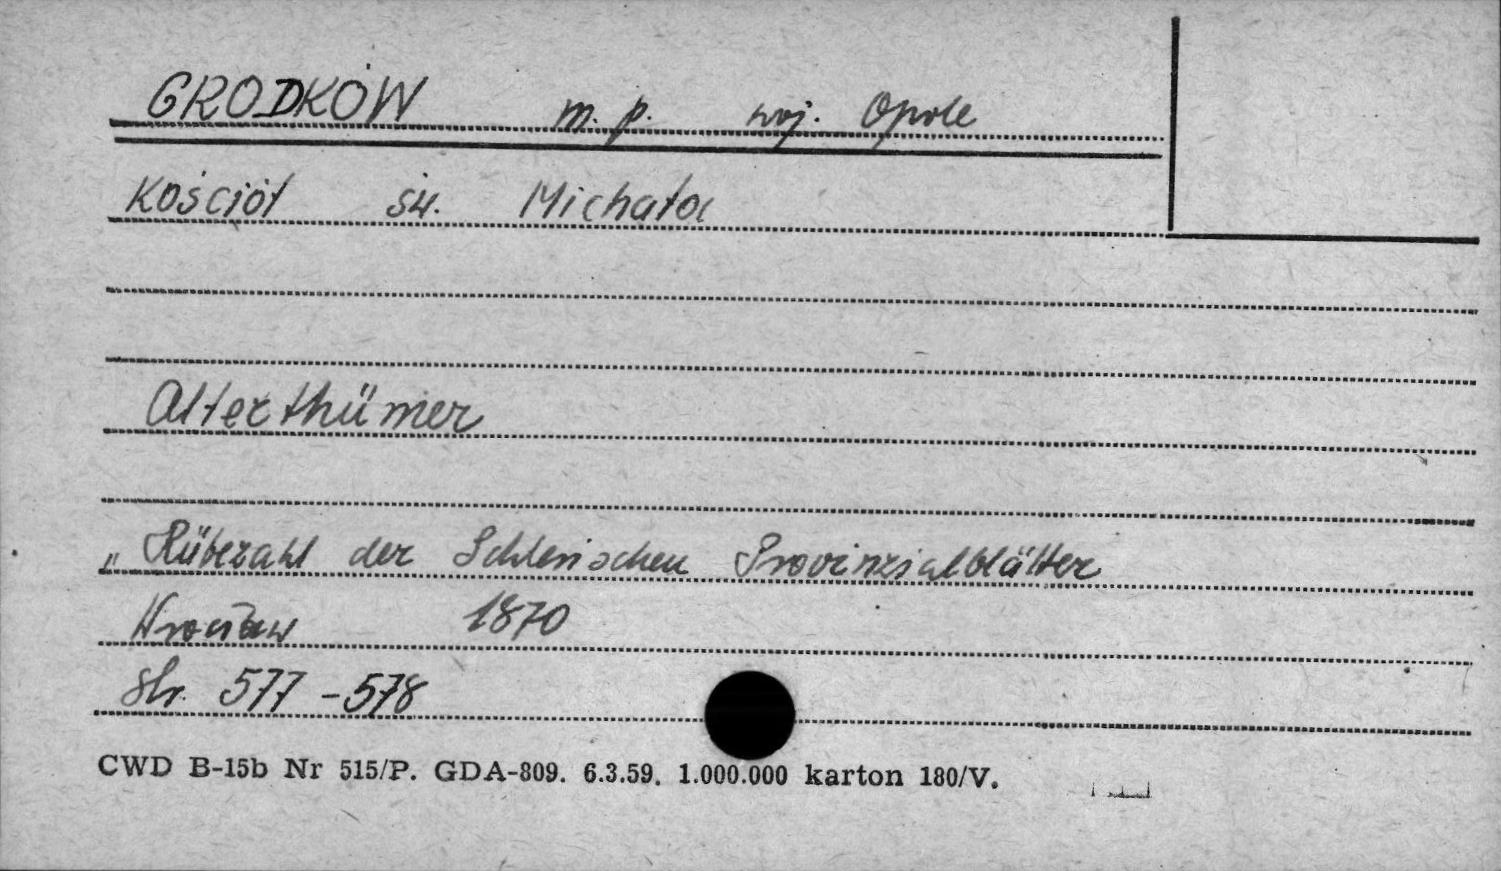 GRODKÓW m. p. woj. Opole
Kościół św. Michała
Alterthümer
„Rübezahl der Schlesischen Provinzialblätter
Wrocław 1870
str. 577-578
CWD B-15b Nr 515/P. GDA-809. 6.3.59. 1.000.000 karton 180/V.